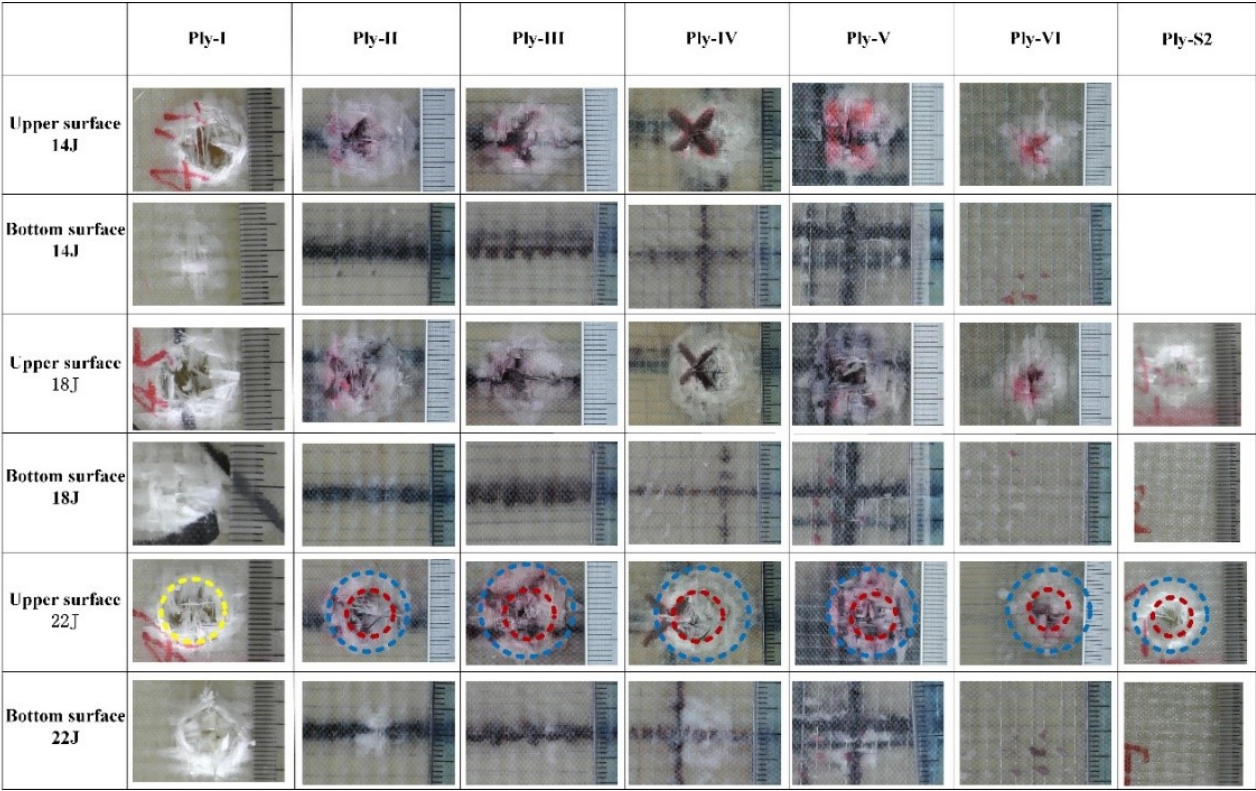 Ply-I Ply-II Ply-III Ply-IV Ply-V Ply-VI Ply-S2
Upper surface
14J
Bottom surface
14J
Upper surface
18J
Bottom surface
18J
Upper surface
22J
Bottom surface
22J